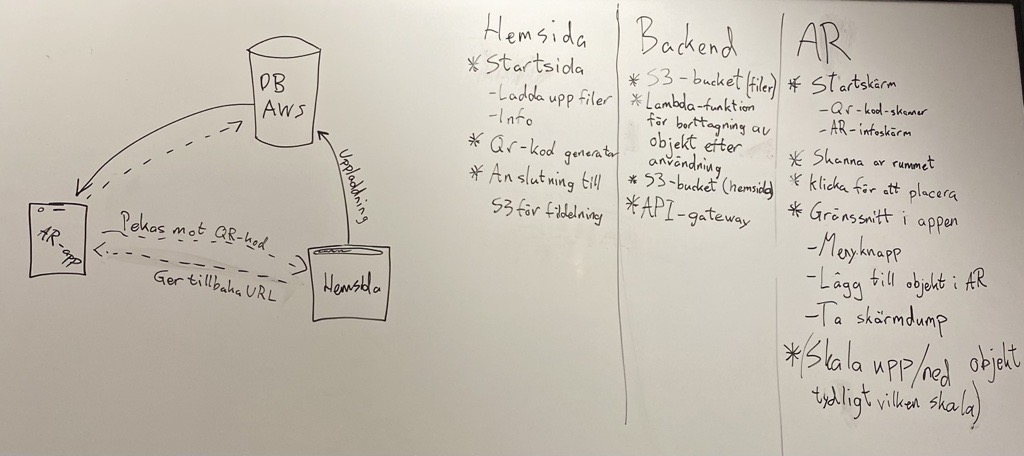 DB
AWS
Uppladdning
AR-app
Pekas mot QR-kod
Ger tillbaka URL
Hemsida
Hemsida
* Startsida
-Ladda upp filer
-Info
* Qr-kod generator
* Anslutning till
S3 för fildelning
Backend
* S3-bucket (filer)
* Lambda-funktion
för borttagning av
objekt efter
användning
* S3-bucket (hemsida)
* API-gateway
AR
* Startskärm
-Qr-kod-skanner
-AR-infoskärm
* Skanna av rummet
* Klicka för att placera
* Gränssnitt i appen
-Menyknapp
-Lägg till objekt i AR
-Ta skärmdump
* (Skala upp/ned objekt
tydligt vilken skala)